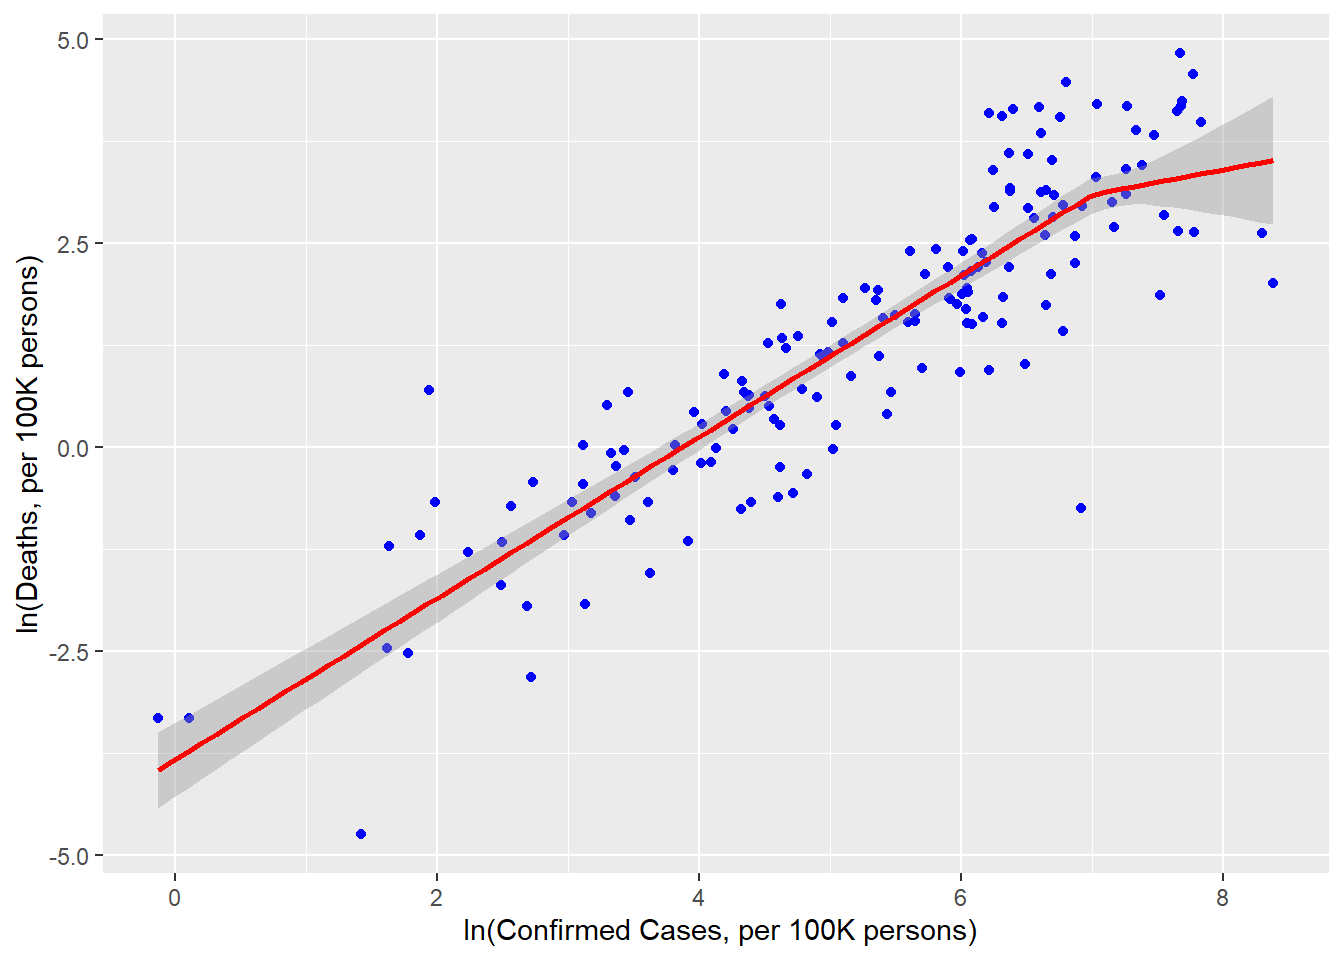 5.0
2.5
0.0
-2.5
-5.0
ln(Deaths, per 100K persons)
0 2 4 6 8
ln(Confirmed Cases, per 100K persons)